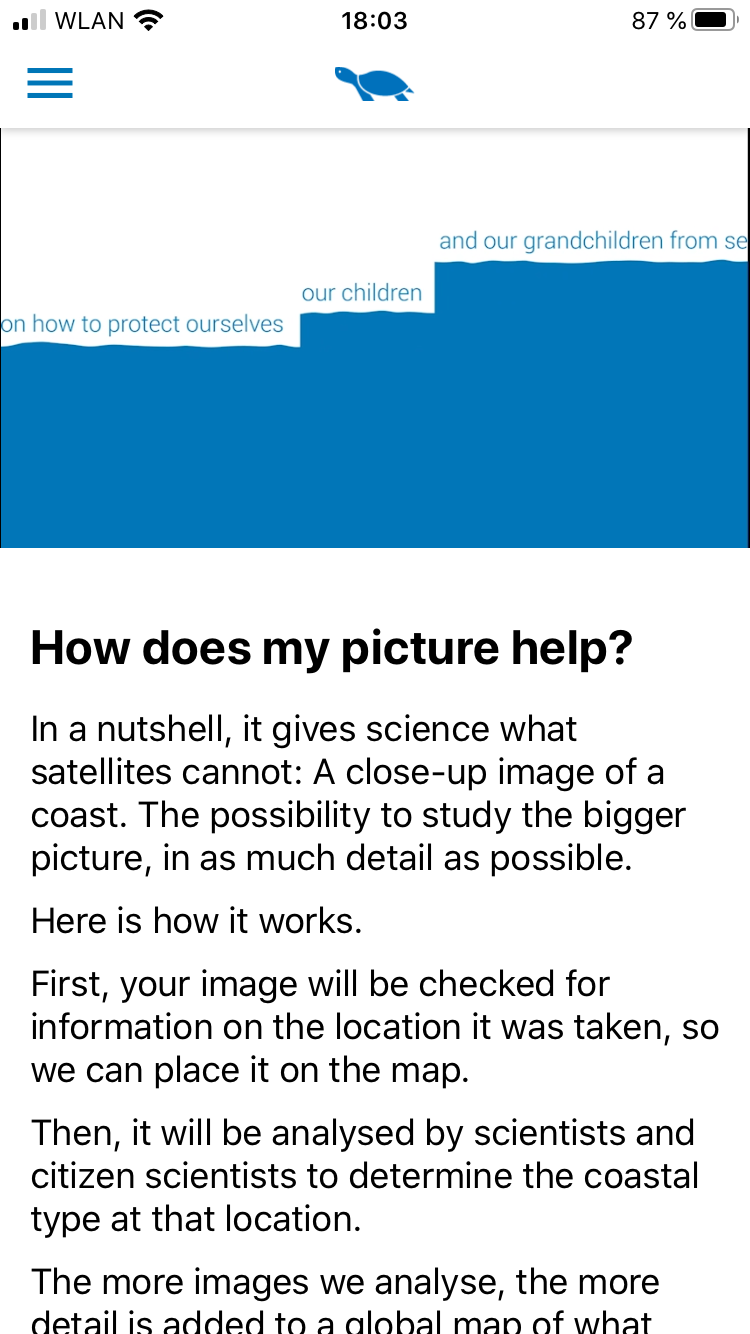 WLAN 18:03 87 %
and our grandchildren from se
our children
on how to protect ourselves
How does my picture help?
In a nutshell, it gives science what
satellites cannot: A close-up image of a
coast. The possibility to study the bigger
picture, in as much detail as possible.
Here is how it works.
First, your image will be checked for
information on the location it was taken, so
we can place it on the map.
Then, it will be analysed by scientists and
citizen scientists to determine the coastal
type at that location.
The more images we analyse, the more
detail is added to a global map of what